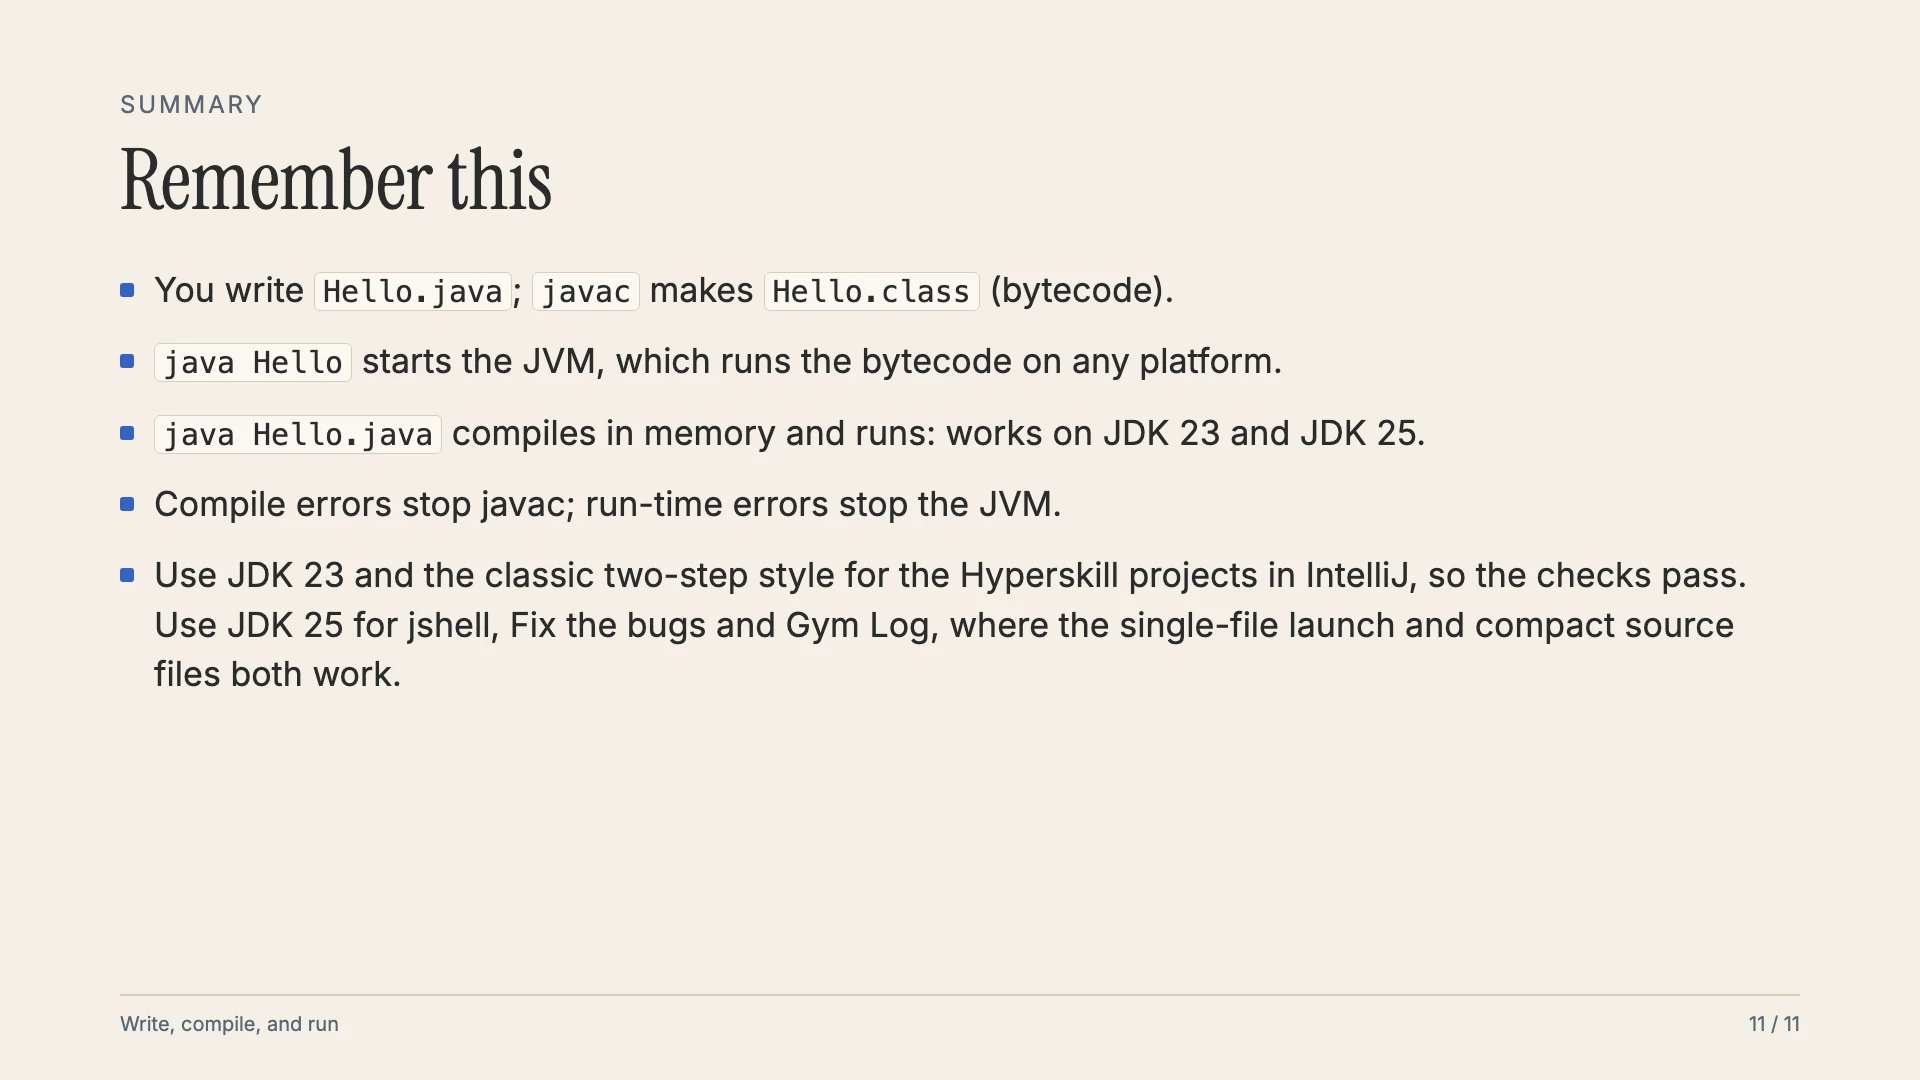 SUMMARY
Remember this
You write Hello.java; javac makes Hello.class (bytecode).
java Hello starts the JVM, which runs the bytecode on any platform.
java Hello.java compiles in memory and runs: works on JDK 23 and JDK 25.
Compile errors stop javac; run-time errors stop the JVM.
Use JDK 23 and the classic two-step style for the Hyperskill projects in IntelliJ, so the checks pass.
Use JDK 25 for jshell, Fix the bugs and Gym Log, where the single-file launch and compact source
files both work.
Write, compile, and run
11 / 11